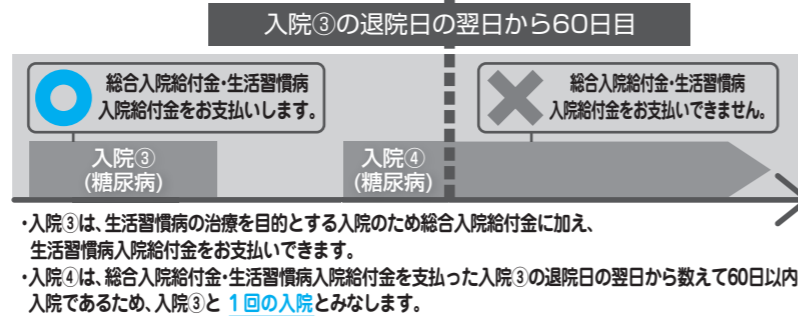 入院③の退院日の翌日から60日目
総合入院給付金・生活習慣病
入院給付金をお支払いします。
総合入院給付金・生活習慣病
入院給付金をお支払いできません。
入院③
(糖尿病)
入院④
(糖尿病)
・入院③は、生活習慣病の治療を目的とする入院のため総合入院給付金に加え、
生活習慣病入院給付金をお支払いできます。
・入院④は、総合入院給付金・生活習慣病入院給付金を支払った入院③の退院日の翌日から数えて60日以内
入院であるため、入院③と 1回の入院とみなします。